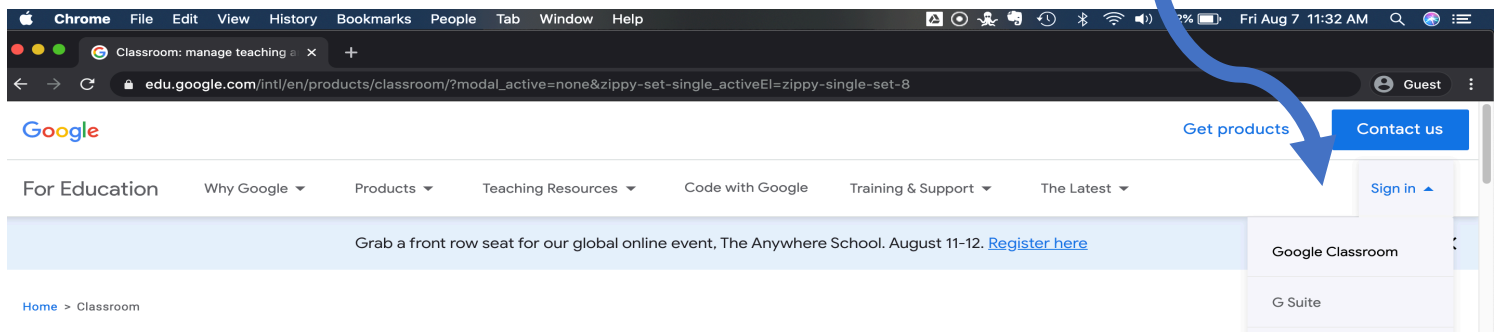 Chrome File Edit View History Bookmarks People Tab Window Help 2% Fri Aug 7 11:32 AM
Classroom: manage teaching a
edu.google.com/intl/en/products/classroom/?modal_active=none&zippy-set-single_activeEl=zippy-single-set-8 Guest
Google Get products Contact us
For Education Why Google Products Teaching Resources Code with Google Training & Support The Latest Sign in
Grab a front row seat for our global online event, The Anywhere School. August 11-12. Register here
Google Classroom
Home > Classroom
G Suite